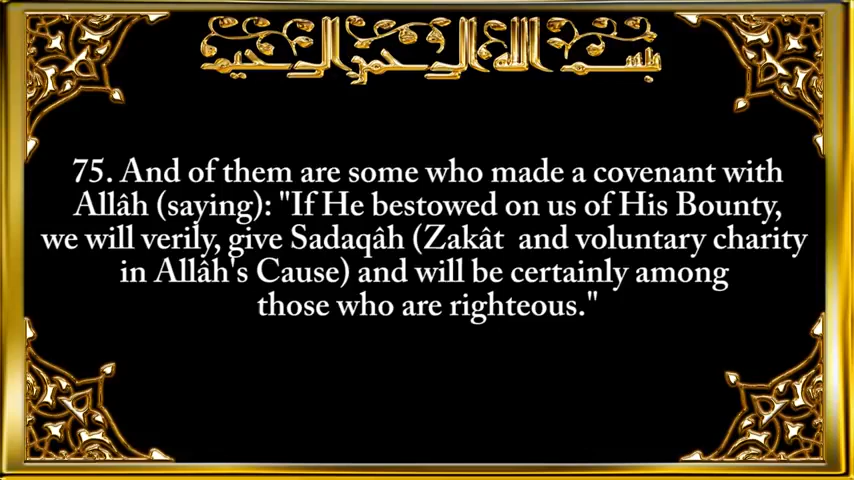 بسم الله الرحمن الرحيم
75. And of them are some who made a covenant with
Allâh (saying): "If He bestowed on us of His Bounty,
we will verily, give Sadaqâh (Zakât  and voluntary charity
in Allâh's Cause) and will be certainly among
those who are righteous."